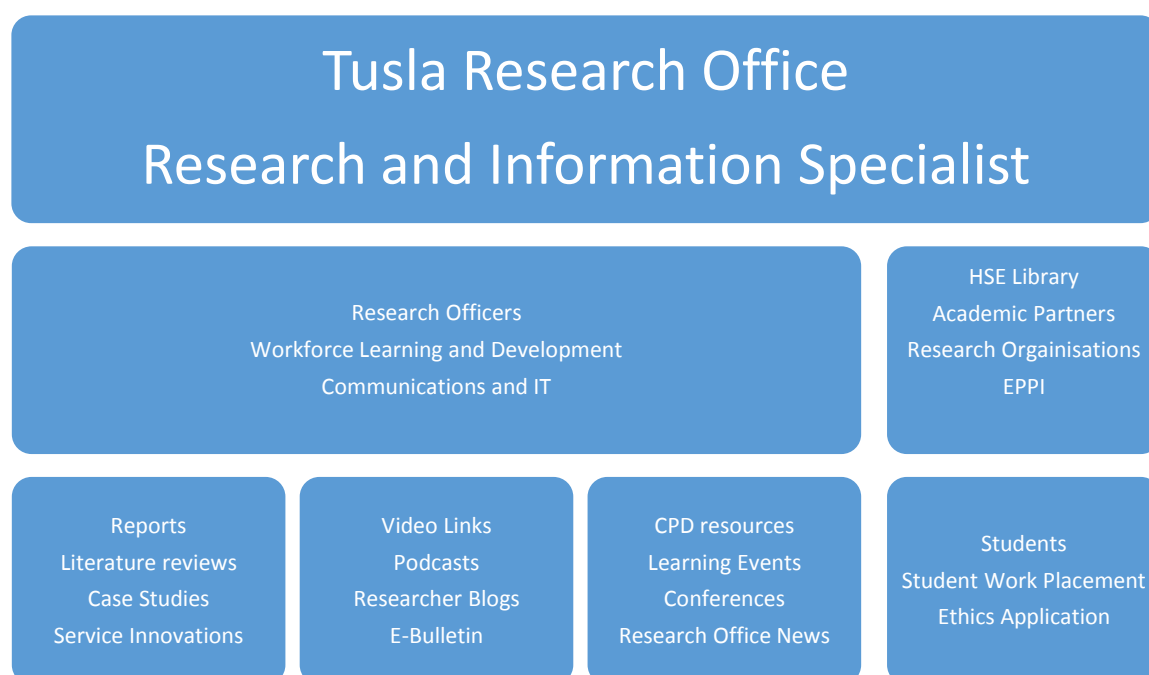 Tusla Research Office
Research and Information Specialist
Research Officers
Workforce Learning and Development
Communications and IT
HSE Library
Academic Partners
Research Orgainisations
EPPI
Reports
Literature reviews
Case Studies
Service Innovations
Video Links
Podcasts
Researcher Blogs
E-Bulletin
CPD resources
Learning Events
Conferences
Research Office News
Students
Student Work Placement
Ethics Application